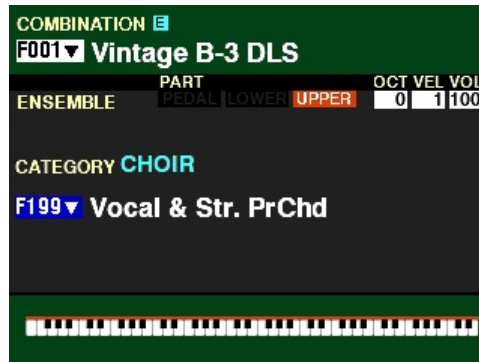 COMBINATION E
F001▼ Vintage B-3 DLS
PART OCT VEL VOL
ENSEMBLE PEDAL LOWER UPPER 0 1 100
CATEGORY CHOIR
F199▼ Vocal & Str. PrChd